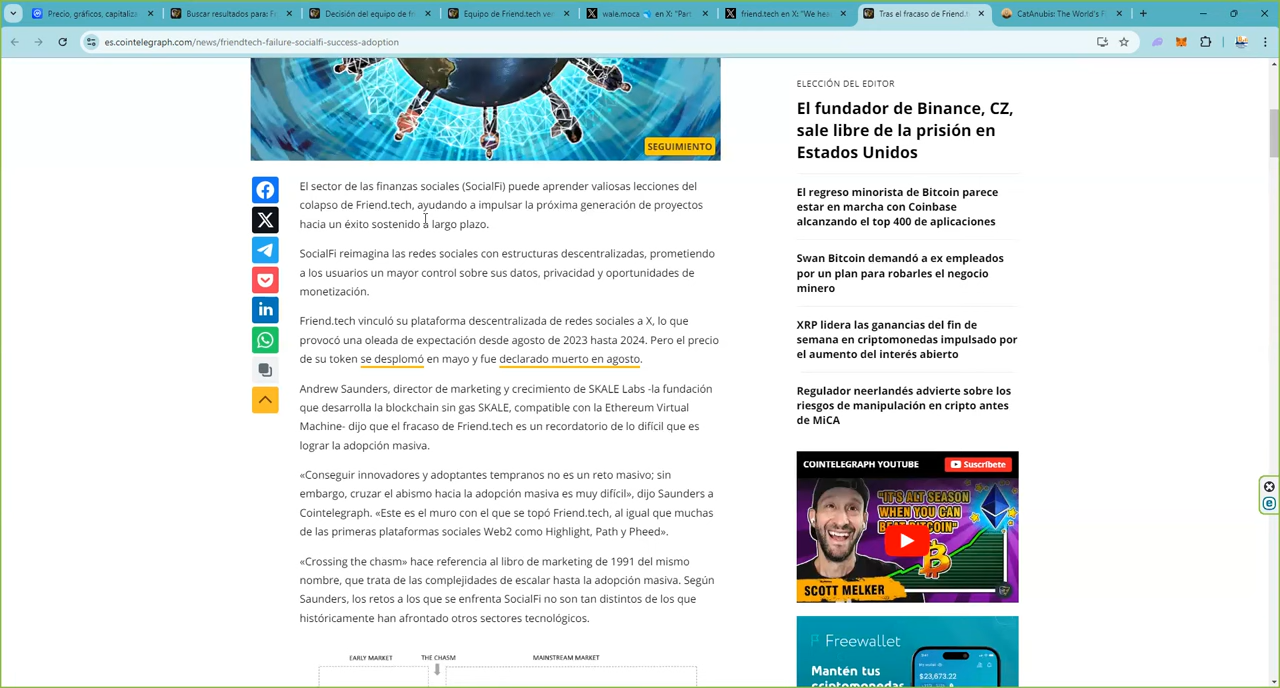 Precio, gráficos, capitaliza
Buscar resultados para: F
Decisión del equipo de fr
Equipo de Friend.tech ve
wale.moca en X: "Part
friend.tech en X: "We hea
Tras el fracaso de Friend.t
CatAnubis: The World's F
es.cointelegraph.com/news/friendtech-failure-socialfi-success-adoption
SEGUIMIENTO
El sector de las finanzas sociales (SocialFi) puede aprender valiosas lecciones del
colapso de Friend.tech, ayudando a impulsar la próxima generación de proyectos
hacia un éxito sostenido a largo plazo.
SocialFi reimagina las redes sociales con estructuras descentralizadas, prometiendo
a los usuarios un mayor control sobre sus datos, privacidad y oportunidades de
monetización.
Friend.tech vinculó su plataforma descentralizada de redes sociales a X, lo que
provocó una oleada de expectación desde agosto de 2023 hasta 2024. Pero el precio
de su token se desplomó en mayo y fue declarado muerto en agosto.
Andrew Saunders, director de marketing y crecimiento de SKALE Labs -la fundación
que desarrolla la blockchain sin gas SKALE, compatible con la Ethereum Virtual
Machine- dijo que el fracaso de Friend.tech es un recordatorio de lo difícil que es
lograr la adopción masiva.
«Conseguir innovadores y adoptantes tempranos no es un reto masivo; sin
embargo, cruzar el abismo hacia la adopción masiva es muy difícil», dijo Saunders a
Cointelegraph. «Este es el muro con el que se topó Friend.tech, al igual que muchas
de las primeras plataformas sociales Web2 como Highlight, Path y Pheed».
«Crossing the chasm» hace referencia al libro de marketing de 1991 del mismo
nombre, que trata de las complejidades de escalar hasta la adopción masiva. Según
Saunders, los retos a los que se enfrenta SocialFi no son tan distintos de los que
históricamente han afrontado otros sectores tecnológicos.
EARLY MARKET THE CHASM MAINSTREAM MARKET
ELECCIÓN DEL EDITOR
El fundador de Binance, CZ,
sale libre de la prisión en
Estados Unidos
El regreso minorista de Bitcoin parece
estar en marcha con Coinbase
alcanzando el top 400 de aplicaciones
Swan Bitcoin demandó a ex empleados
por un plan para robarles el negocio
minero
XRP lidera las ganancias del fin de
semana en criptomonedas impulsado por
el aumento del interés abierto
Regulador neerlandés advierte sobre los
riesgos de manipulación en cripto antes
de MiCA
COINTELEGRAPH YOUTUBE
Suscríbete
"IT'S ALT SEASON
WHEN YOU CAN
SCOTT MELKER
Freewallet
Mantén tus
criptomonedas
$23,673.22